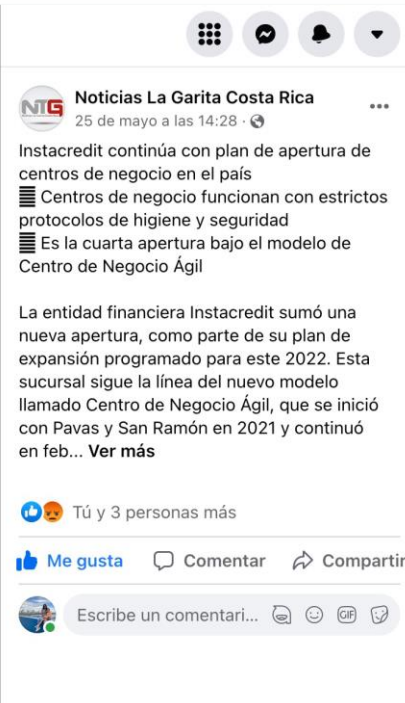 NTG
Noticias La Garita Costa Rica
25 de mayo a las 14:28 ·
Instacredit continúa con plan de apertura de
centros de negocio en el país
Centros de negocio funcionan con estrictos
protocolos de higiene y seguridad
Es la cuarta apertura bajo el modelo de
Centro de Negocio Ágil
La entidad financiera Instacredit sumó una
nueva apertura, como parte de su plan de
expansión programado para este 2022. Esta
sucursal sigue la línea del nuevo modelo
llamado Centro de Negocio Ágil, que se inició
con Pavas y San Ramón en 2021 y continuó
en feb... Ver más
Tú y 3 personas más
Me gusta Comentar Compartir
Escribe un comentari... GIF